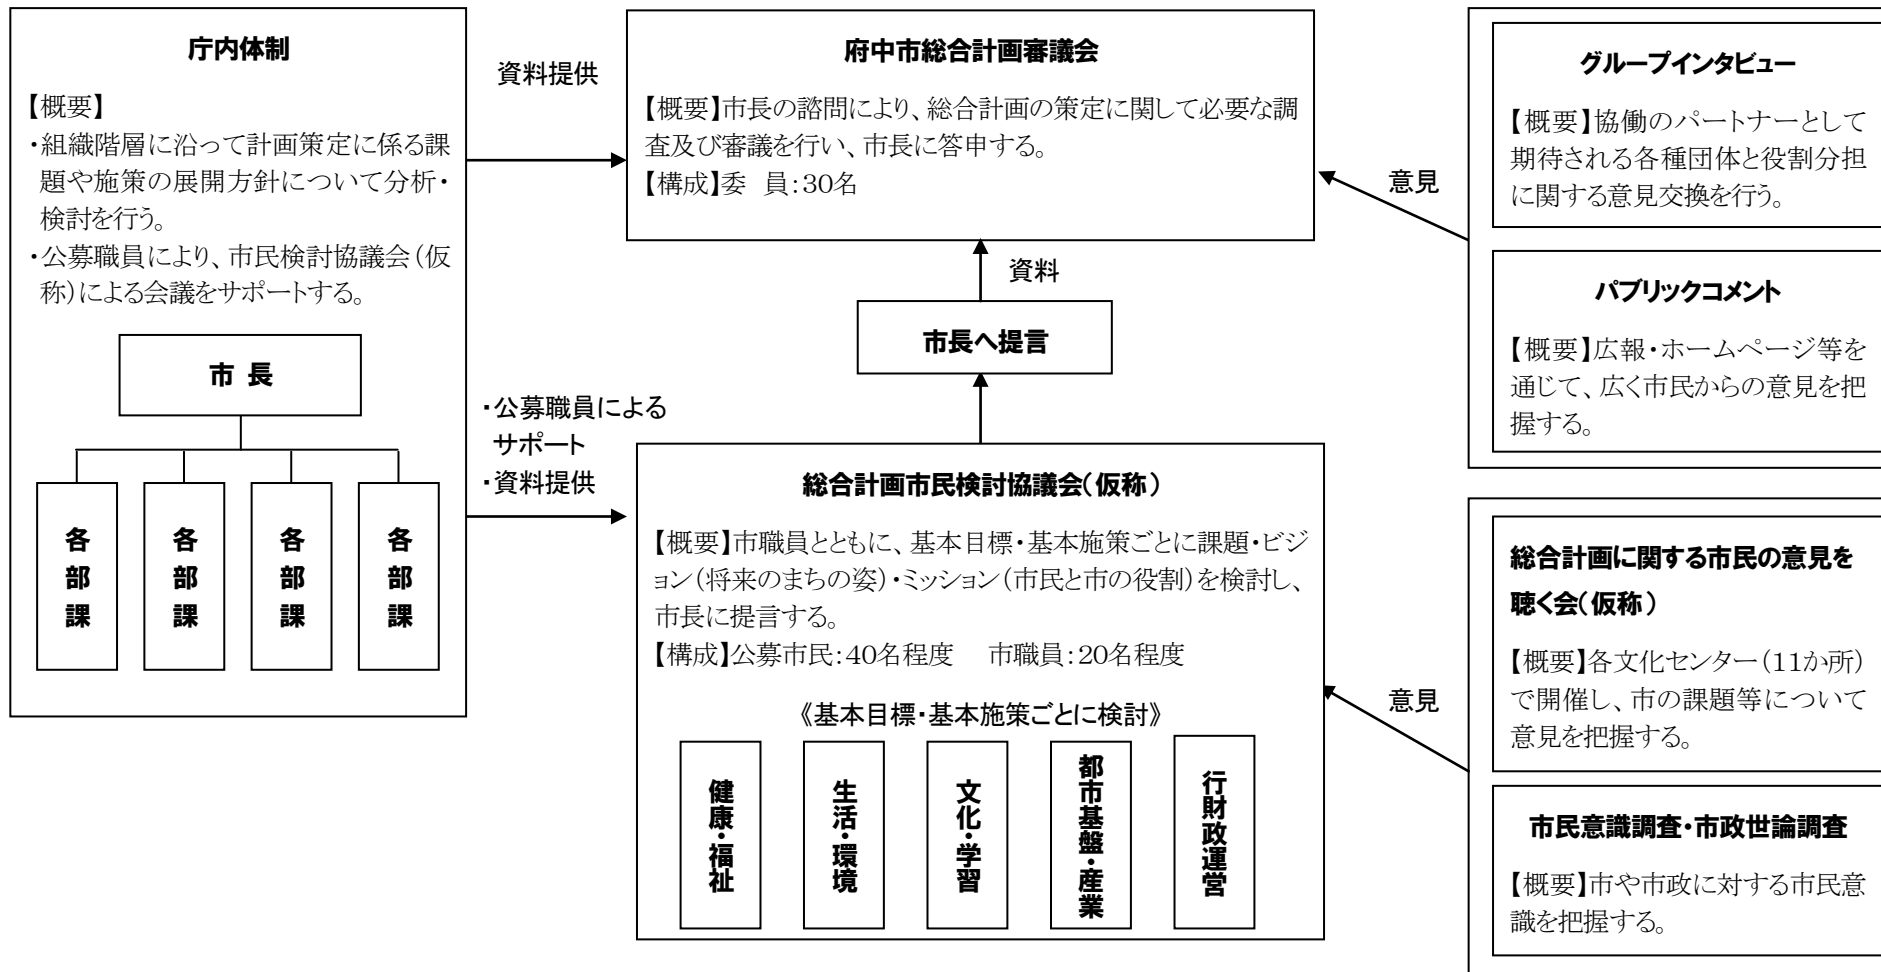 庁内体制
【概要】
・組織階層に沿って計画策定に係る課
題や施策の展開方針について分析・
検討を行う。
・公募職員により、市民検討協議会(仮
称)による会議をサポートする。
市 長
各部課
各部課
各部課
各部課
資料提供
・公募職員による
サポート
・資料提供
府中市総合計画審議会
【概要】市長の諮問により、総合計画の策定に関して必要な調
査及び審議を行い、市長に答申する。
【構成】委 員:30名
資料
市長へ提言
総合計画市民検討協議会(仮称)
【概要】市職員とともに、基本目標・基本施策ごとに課題・ビジ
ョン(将来のまちの姿)・ミッション(市民と市の役割)を検討し、
市長に提言する。
【構成】公募市民:40名程度 市職員:20名程度
《基本目標・基本施策ごとに検討》
健康・福祉
生活・環境
文化・学習
都市基盤・産業
行財政運営
意見
意見
グループインタビュー
【概要】協働のパートナーとして
期待される各種団体と役割分担
に関する意見交換を行う。
パブリックコメント
【概要】広報・ホームページ等を
通じて、広く市民からの意見を把
握する。
総合計画に関する市民の意見を
聴く会(仮称)
【概要】各文化センター(11か所)
で開催し、市の課題等について
意見を把握する。
市民意識調査・市政世論調査
【概要】市や市政に対する市民意
識を把握する。